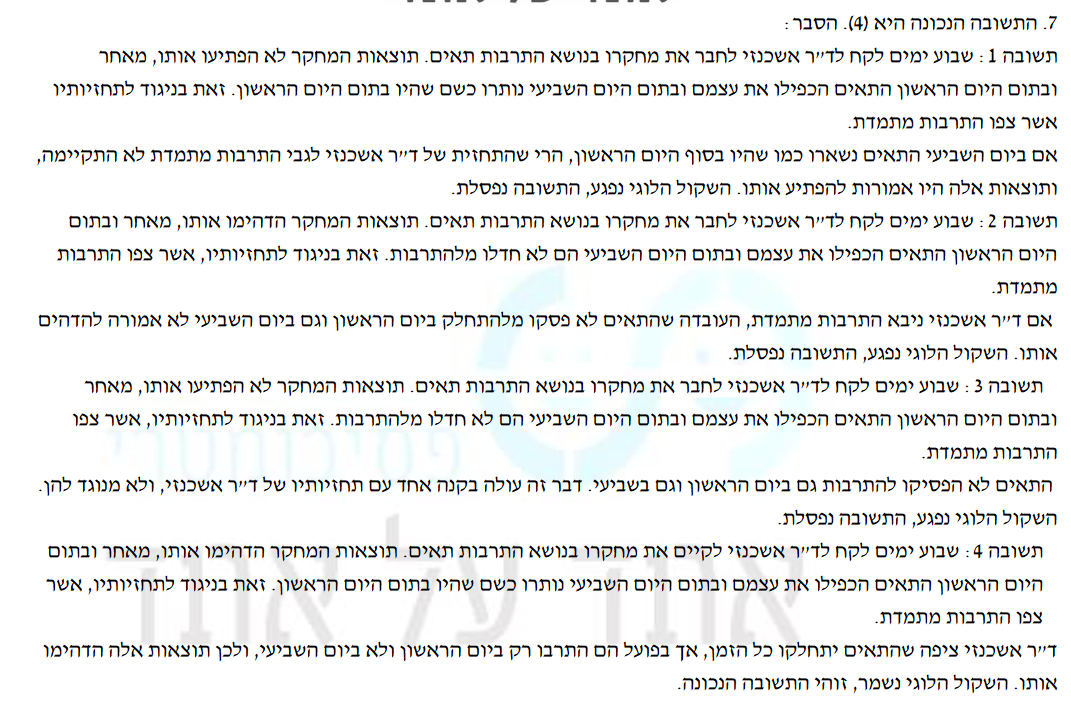 7. התשובה הנכונה היא (4). הסבר :
תשובה 1 : שבוע ימים לקח לד״ר אשכנזי לחבר את מחקרו בנושא התרבות תאים. תוצאות המחקר לא הפתיעו אותו, מאחר
ובתום היום הראשון התאים הכפילו את עצמם ובתום היום השביעי נותרו כשם שהיו בתום היום הראשון. זאת בניגוד לתחזיותיו
אשר צפו התרבות מתמדת.
אם ביום השביעי התאים נשארו כמו שהיו בסוף היום הראשון, הרי שהתחזית של ד״ר אשכנזי לגבי התרבות מתמדת לא התקיימה,
ותוצאות אלה היו אמורות להפתיע אותו. השקול הלוגי נפגע, התשובה נפסלת.
תשובה 2 : שבוע ימים לקח לד״ר אשכנזי לחבר את מחקרו בנושא התרבות תאים. תוצאות המחקר הדהימו אותו, מאחר ובתום
היום הראשון התאים הכפילו את עצמם ובתום היום השביעי הם לא חדלו מלהתרבות. זאת בניגוד לתחזיותיו, אשר צפו התרבות
מתמדת.
אם ד״ר אשכנזי ניבא התרבות מתמדת, העובדה שהתאים לא פסקו מלהתחלק ביום הראשון וגם ביום השביעי לא אמורה להדהים
אותו. השקול הלוגי נפגע, התשובה נפסלת.
תשובה 3 : שבוע ימים לקח לד״ר אשכנזי לחבר את מחקרו בנושא התרבות תאים. תוצאות המחקר לא הפתיעו אותו, מאחר
ובתום היום הראשון התאים הכפילו את עצמם ובתום היום השביעי הם לא חדלו מלהתרבות. זאת בניגוד לתחזיותיו, אשר צפו
התרבות מתמדת.
התאים לא הפסיקו להתרבות גם ביום הראשון וגם בשביעי. דבר זה עולה בקנה אחד עם תחזיותיו של ד״ר אשכנזי, ולא מנוגד להן.
השקול הלוגי נפגע, התשובה נפסלת.
תשובה 4 : שבוע ימים לקח לד״ר אשכנזי לקיים את מחקרו בנושא התרבות תאים. תוצאות המחקר הדהימו אותו, מאחר ובתום
היום הראשון התאים הכפילו את עצמם ובתום היום השביעי נותרו כשם שהיו בתום היום הראשון. זאת בניגוד לתחזיותיו, אשר
צפו התרבות מתמדת.
ד״ר אשכנזי ציפה שהתאים יתחלקו כל הזמן, אך בפועל הם התרבו רק ביום הראשון ולא ביום השביעי, ולכן תוצאות אלה הדהימו
אותו. השקול הלוגי נשמר, זוהי התשובה הנכונה.
פסיכומטרי
אונד על אונד